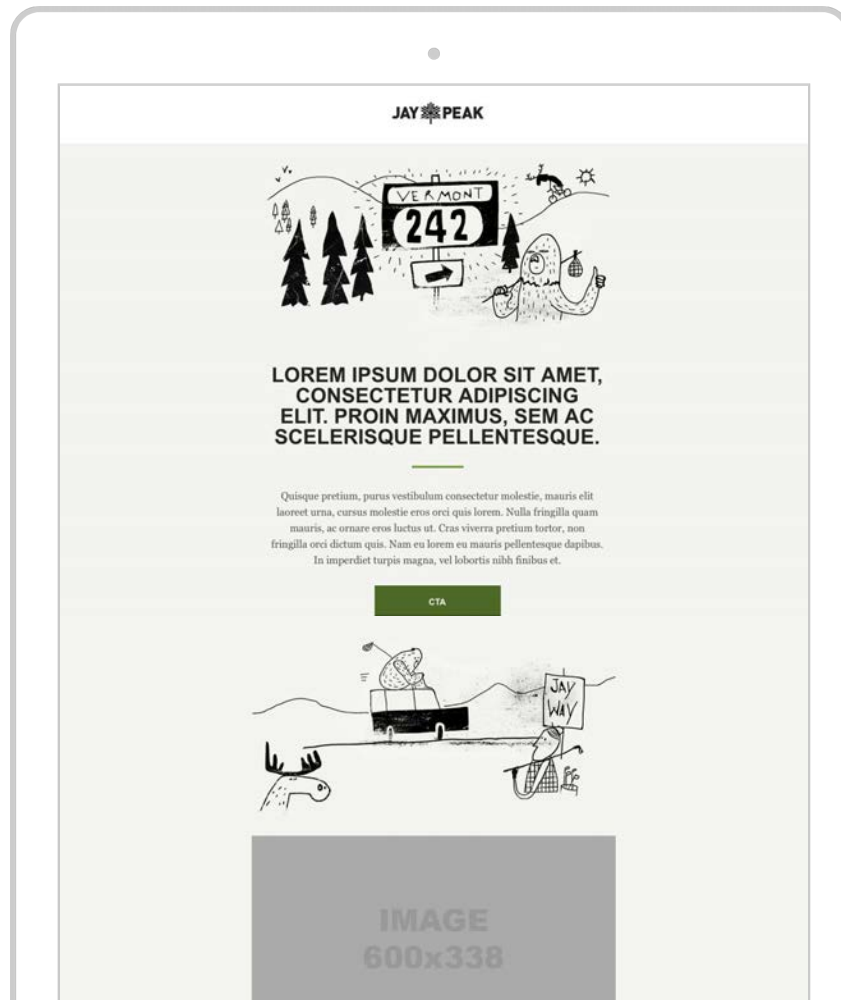 JAY PEAK
VERMONT
242
LOREM IPSUM DOLOR SIT AMET,
CONSECTETUR ADIPISCING
ELIT. PROIN MAXIMUS, SEM AC
SCELERISQUE PELLENTESQUE.
Quisque pretium, purus vestibulum consectetur molestie, mauris elit
laoreet urna, cursus molestie eros orci quis lorem. Nulla fringilla quam
mauris, ac ornare eros luctus ut. Cras viverra pretium tortor, non
fringilla orci dictum quis. Nam eu lorem eu mauris pellentesque dapibus.
In imperdiet turpis magna, vel lobortis nibh finibus et.
CTA
JAY
WAY
IMAGE
600x338